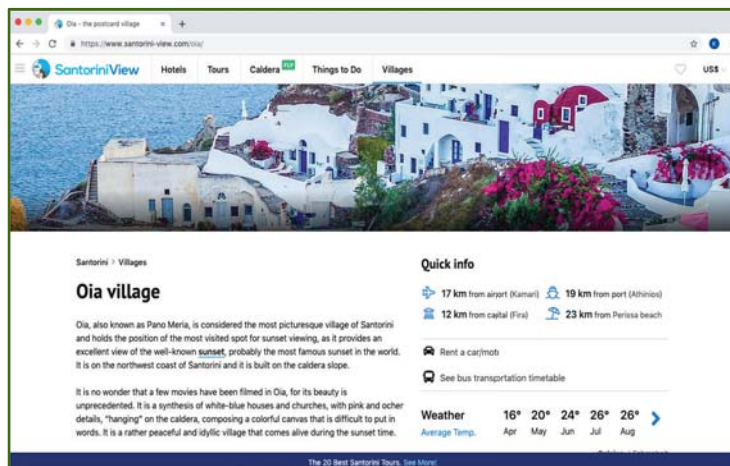 Oia – the postcard village
https://www.santorini-view.com/oia/
SantoriniView Hotels Tours Caldera FLY Things to Do Villages US$
Santorini > Villages
Oia village
Oia, also known as Pano Meria, is considered the most picturesque village of Santorini
and holds the position of the most visited spot for sunset viewing, as it provides an
excellent view of the well-known sunset, probably the most famous sunset in the world.
It is on the northwest coast of Santorini and it is built on the caldera slope.
It is no wonder that a few movies have been filmed in Oia, for its beauty is
unprecedented. It is a synthesis of white-blue houses and churches, with pink and ocher
details, "hanging" on the caldera, composing a colorful canvas that is difficult to put in
words. It is a rather peaceful and idyllic village that comes alive during the sunset time.
Quick info
17 km from airport (Kamari) 19 km from port (Athinios)
12 km from capital (Fira) 23 km from Perissa beach
Rent a car/moto
See bus transportation timetable
Weather 16° 20° 24° 26° 26°
Average Temp. Apr May Jun Jul Aug
The 20 Best Santorini Tours. See More!